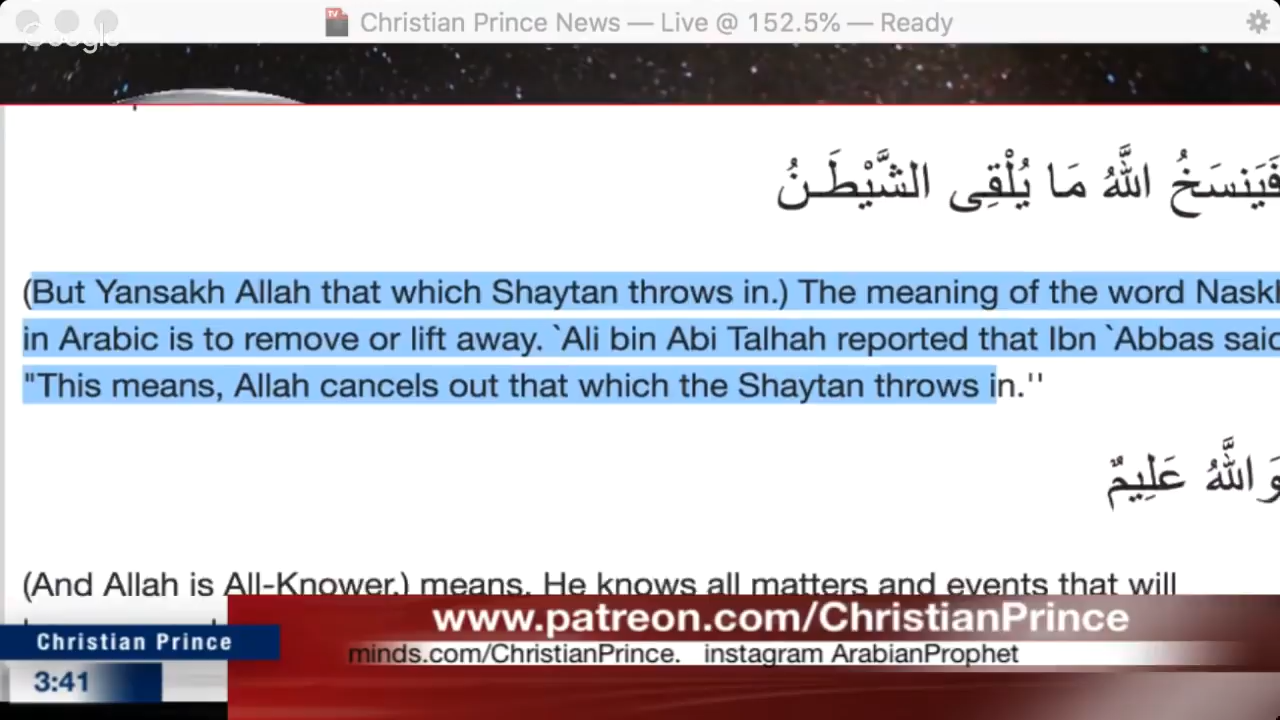 Christian Prince News — Live @ 152.5% — Ready
Google
فَيَنسَخُ اللَّهُ مَا يُلْقِى الشَّيْطَـنُ
(But Yansakh Allah that which Shaytan throws in.) The meaning of the word Naskh
in Arabic is to remove or lift away. `Ali bin Abi Talhah reported that Ibn `Abbas said
"This means, Allah cancels out that which the Shaytan throws in.''
وَاللَّهُ عَلِيمٌ
(And Allah is All-Knower,) means, He knows all matters and events that will
www.patreon.com/ChristianPrince
Christian Prince
minds.com/ChristianPrince. instagram ArabianProphet
3:41